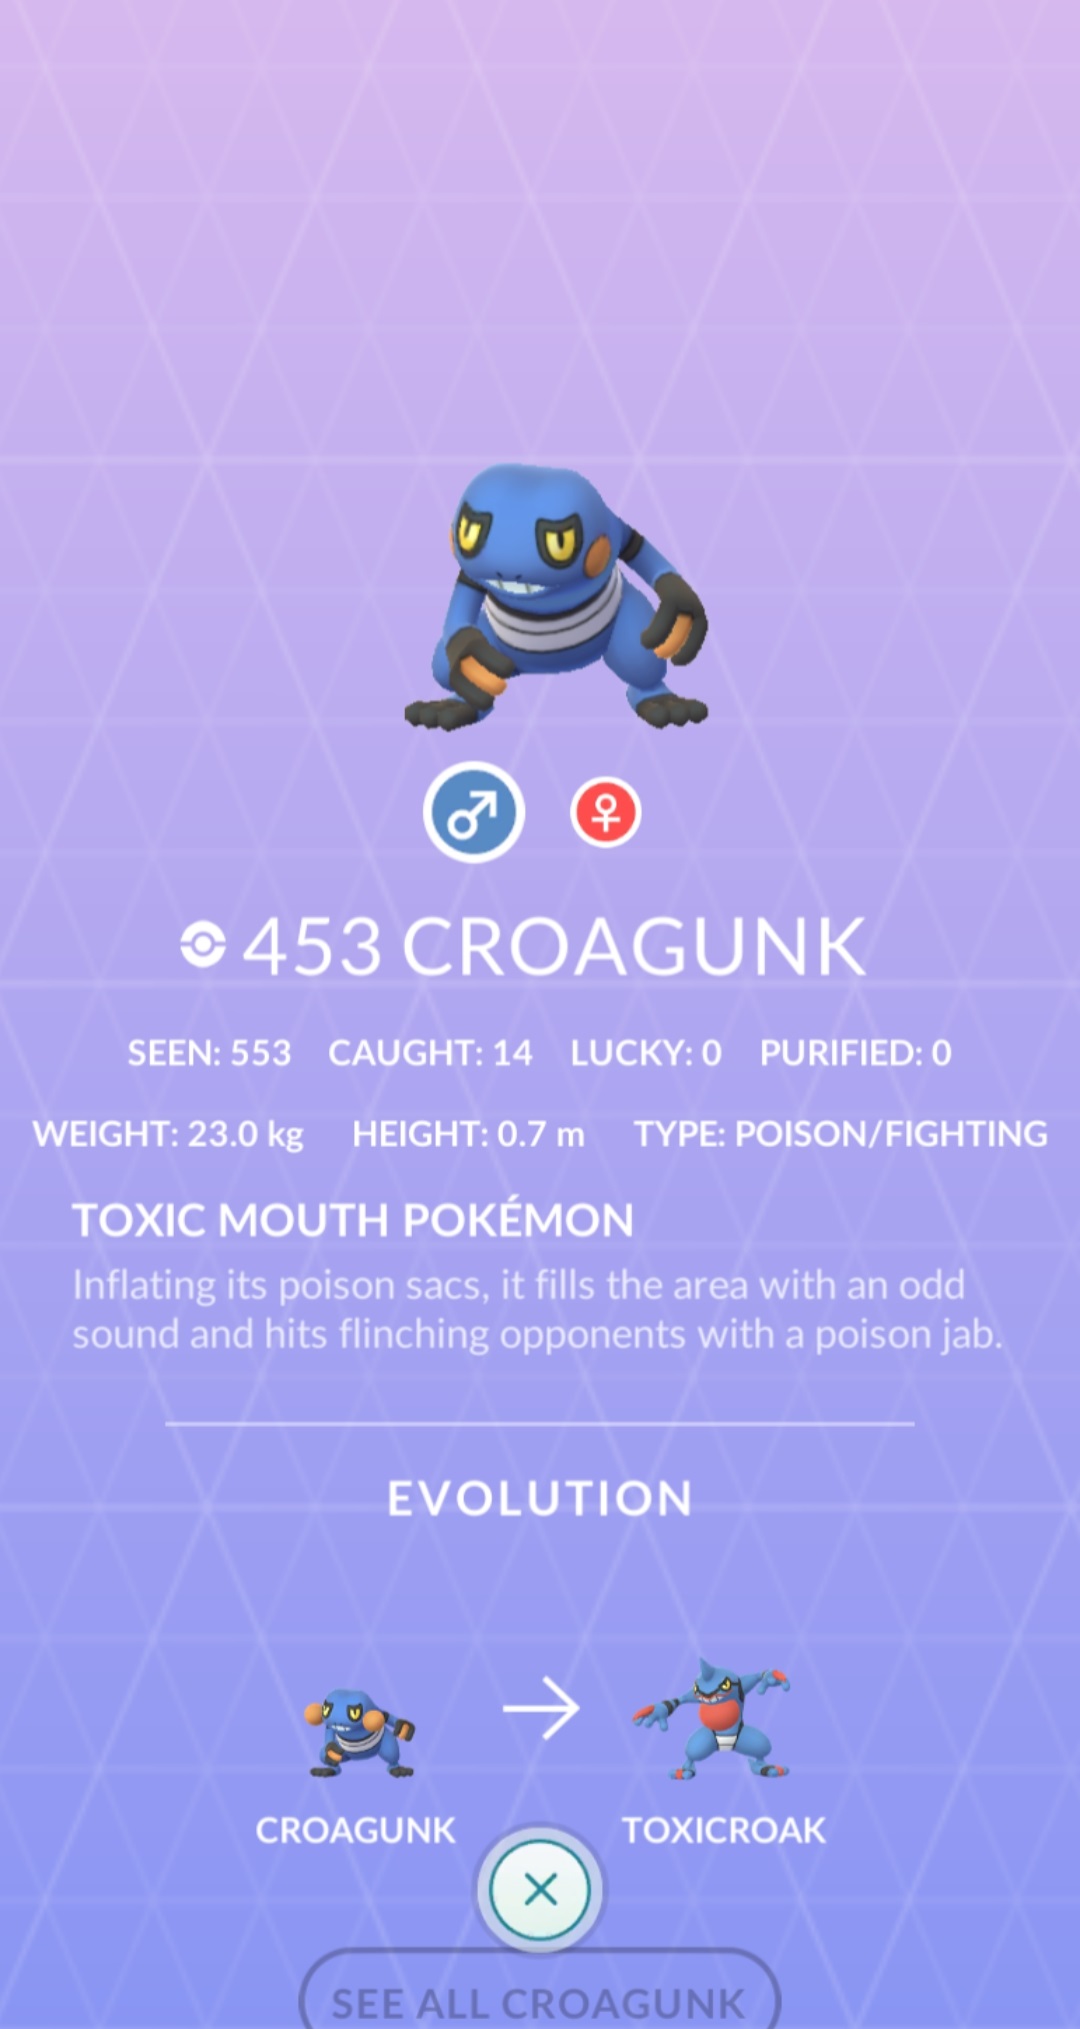 453 CROAGUNK
SEEN: 553 CAUGHT: 14 LUCKY: 0 PURIFIED: 0
WEIGHT: 23.0 kg HEIGHT: 0.7 m TYPE: POISON/FIGHTING
TOXIC MOUTH POKÉMON
Inflating its poison sacs, it fills the area with an odd
sound and hits flinching opponents with a poison jab.
EVOLUTION
CROAGUNK TOXICROAK
SEE ALL CROAGUNK